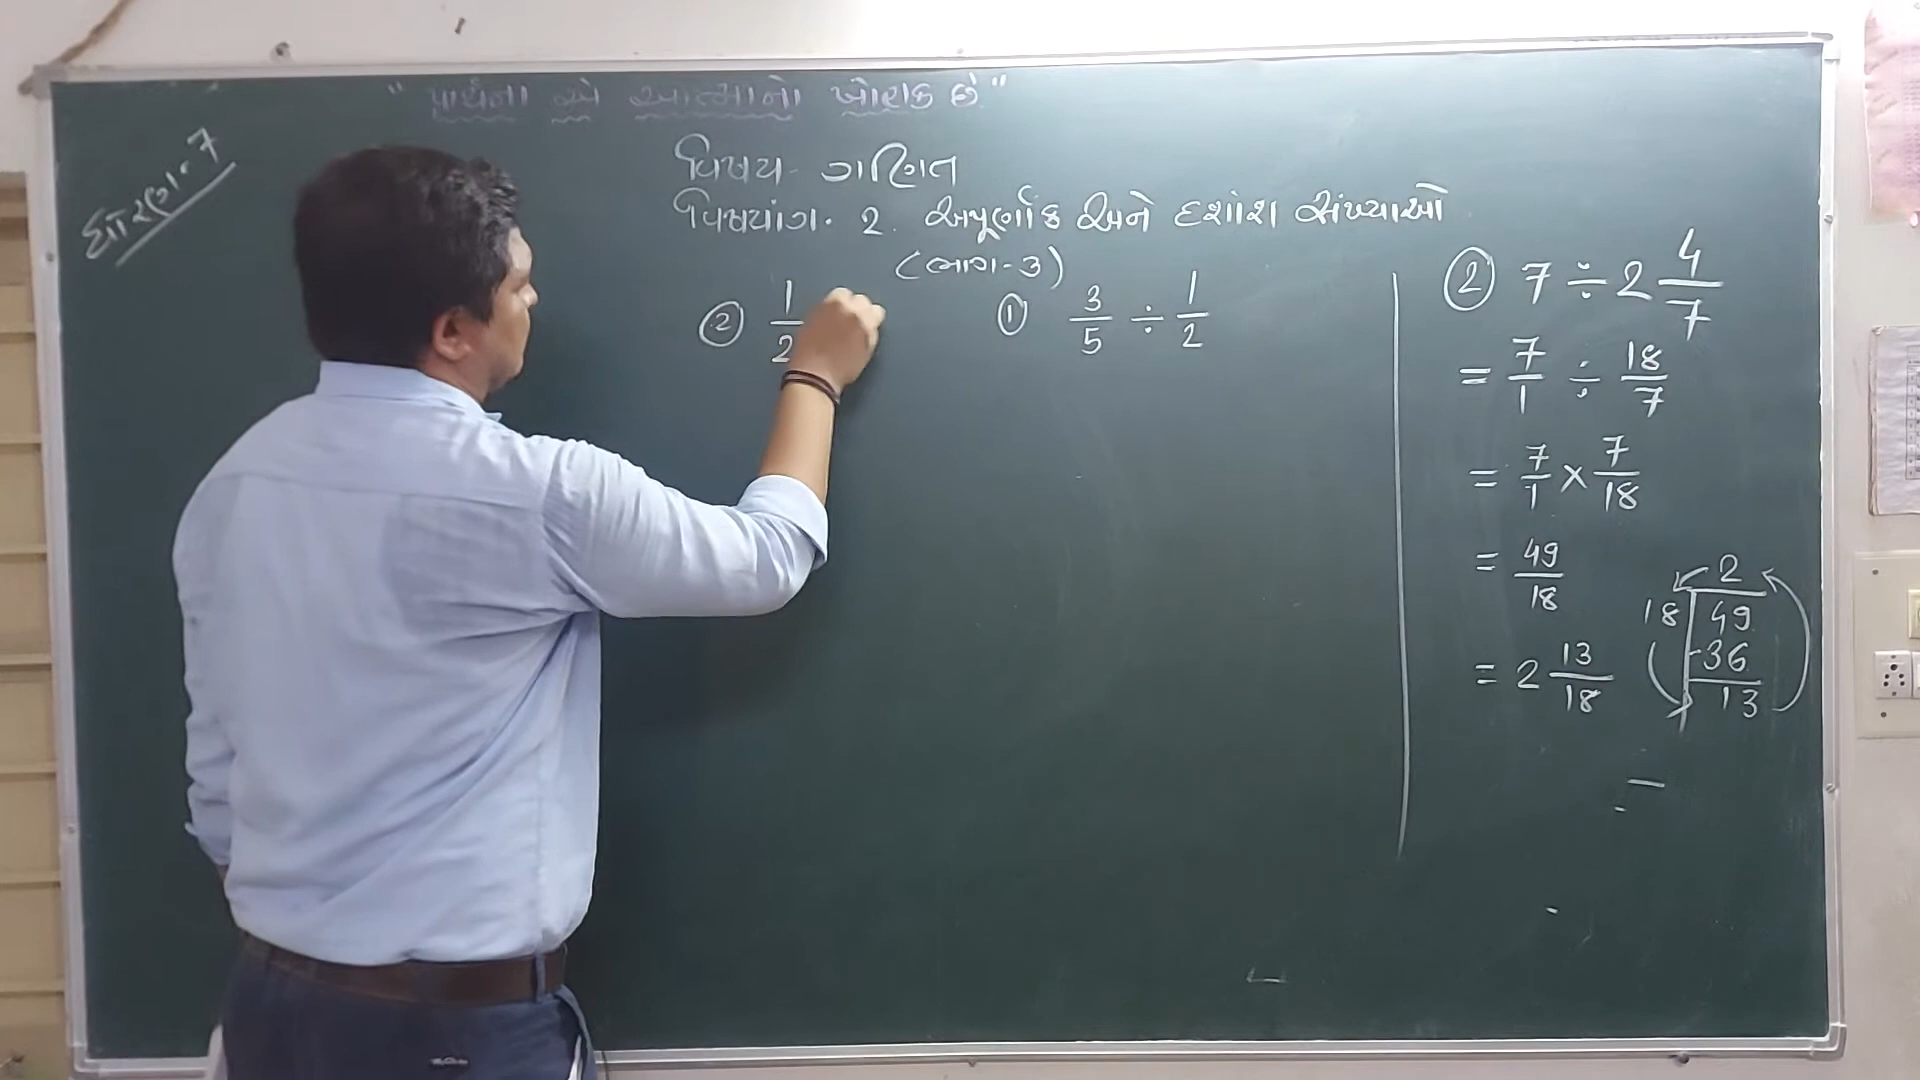 " પ્રાર્થના એ આત્માનો ખોરાક છે "
ધોરણ. 7
વિષય - ગણિત
વિષયાંગ. 2. અપૂર્ણાંક અને દશાંશ સંખ્યાઓ
(ભાગ-3)
② 1/2
① 3/5 ÷ 1/2
② 7 ÷ 2 4/7
= 7/1 ÷ 18/7
= 7/1 × 7/18
= 49/18
= 2 13/18
2
18 49
-36
13